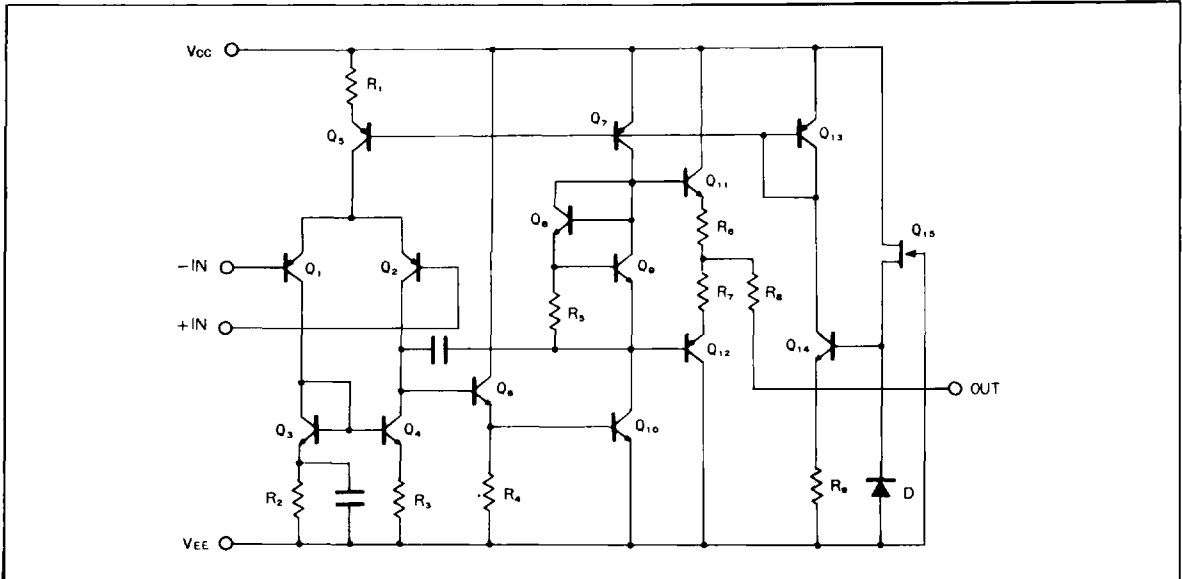 Vcc
R₁
Q₅
Q₇
Q₁₃
Q₁₁
Q₈
R₆
Q₁₅
−IN
Q₁
Q₂
Q₉
R₇
R₈
+IN
R₅
Q₁₂
Q₁₄
OUT
Q₆
Q₃
Q₄
Q₁₀
R₂
R₃
R₄
R₉
D
VEE